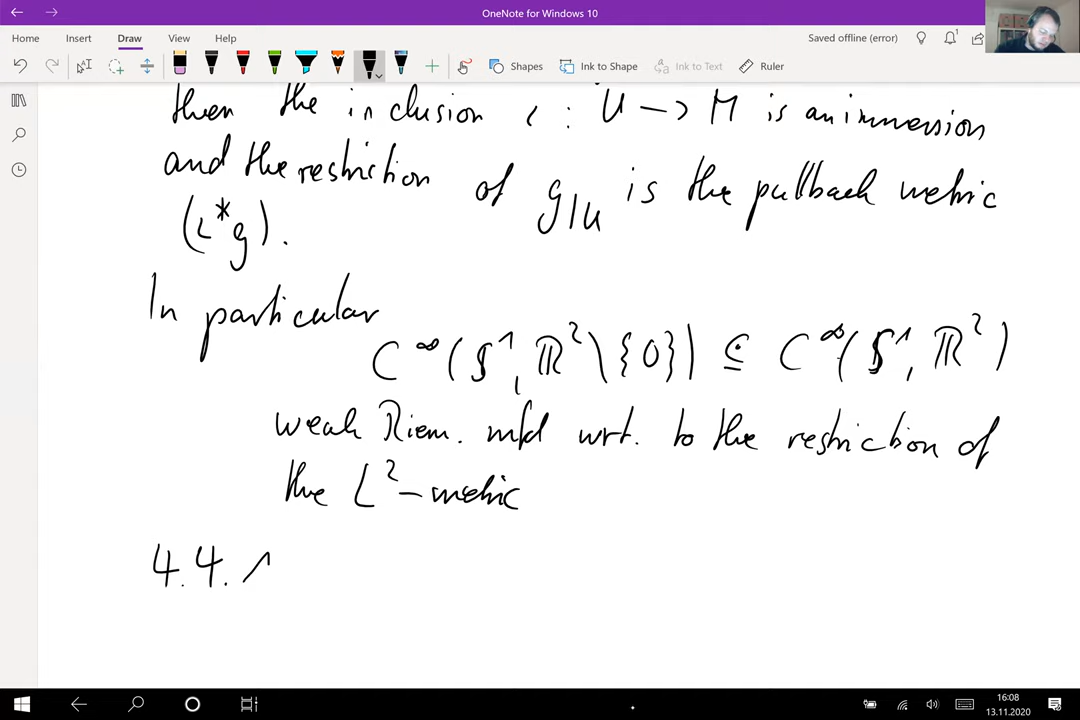 OneNote for Windows 10
Home Insert Draw View Help Saved offline (error)
Shapes Ink to Shape Ink to Text Ruler
then the inclusion ι : U → M is an immersion
and the restriction of g|U is the pullback metric
(ι*g).
In particular
C^∞(S^1, ℝ^2 \ {0}) ⊆ C^∞(S^1, ℝ^2)
weak Riem. mfd wrt. to the restriction of
the L^2-metric
4.4.
16:08
13.11.2020